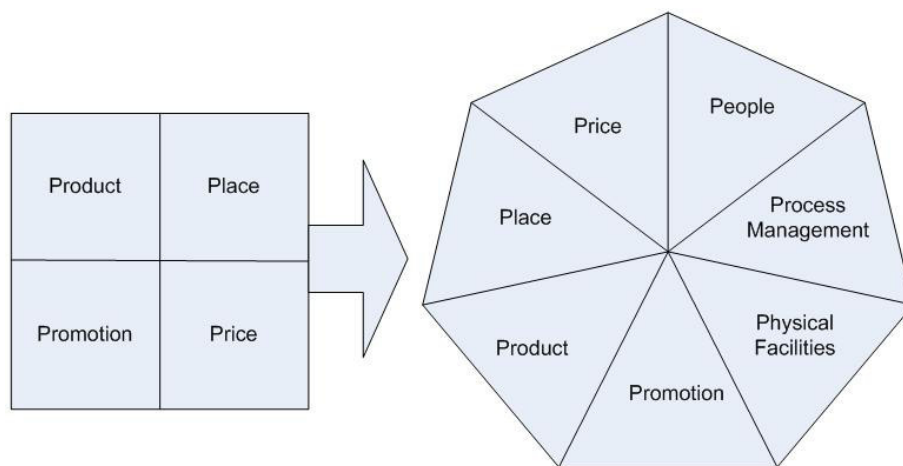 Product
Place
Promotion
Price
People
Price
Process
Management
Place
Physical
Facilities
Product
Promotion